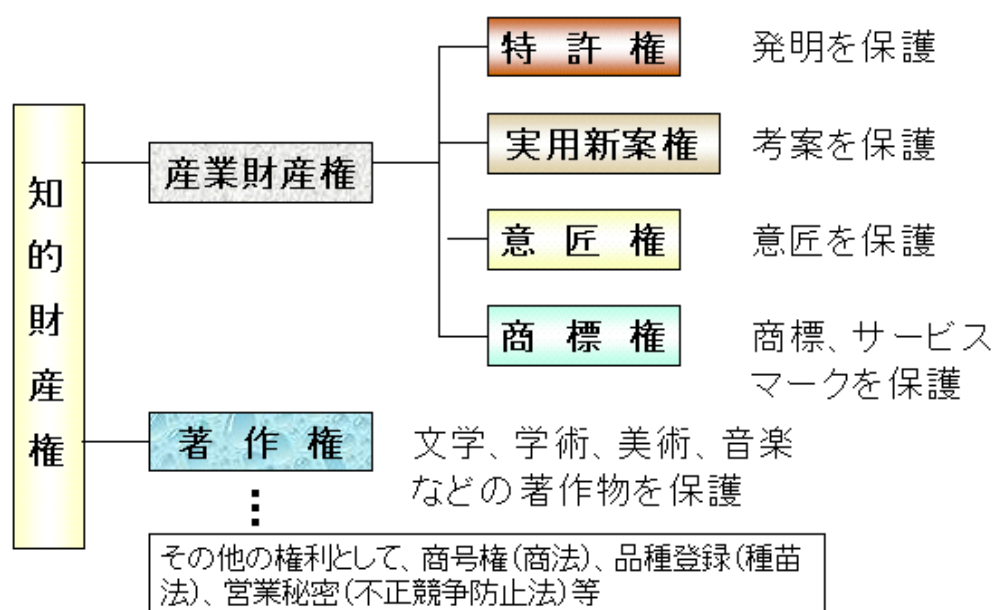 知的財産権
産業財産権
特許権
発明を保護
実用新案権
考案を保護
意匠権
意匠を保護
商標権
商標、サービス
マークを保護
著作権
文学、学術、美術、音楽
などの著作物を保護
その他の権利として、商号権(商法)、品種登録(種苗
法)、営業秘密(不正競争防止法)等